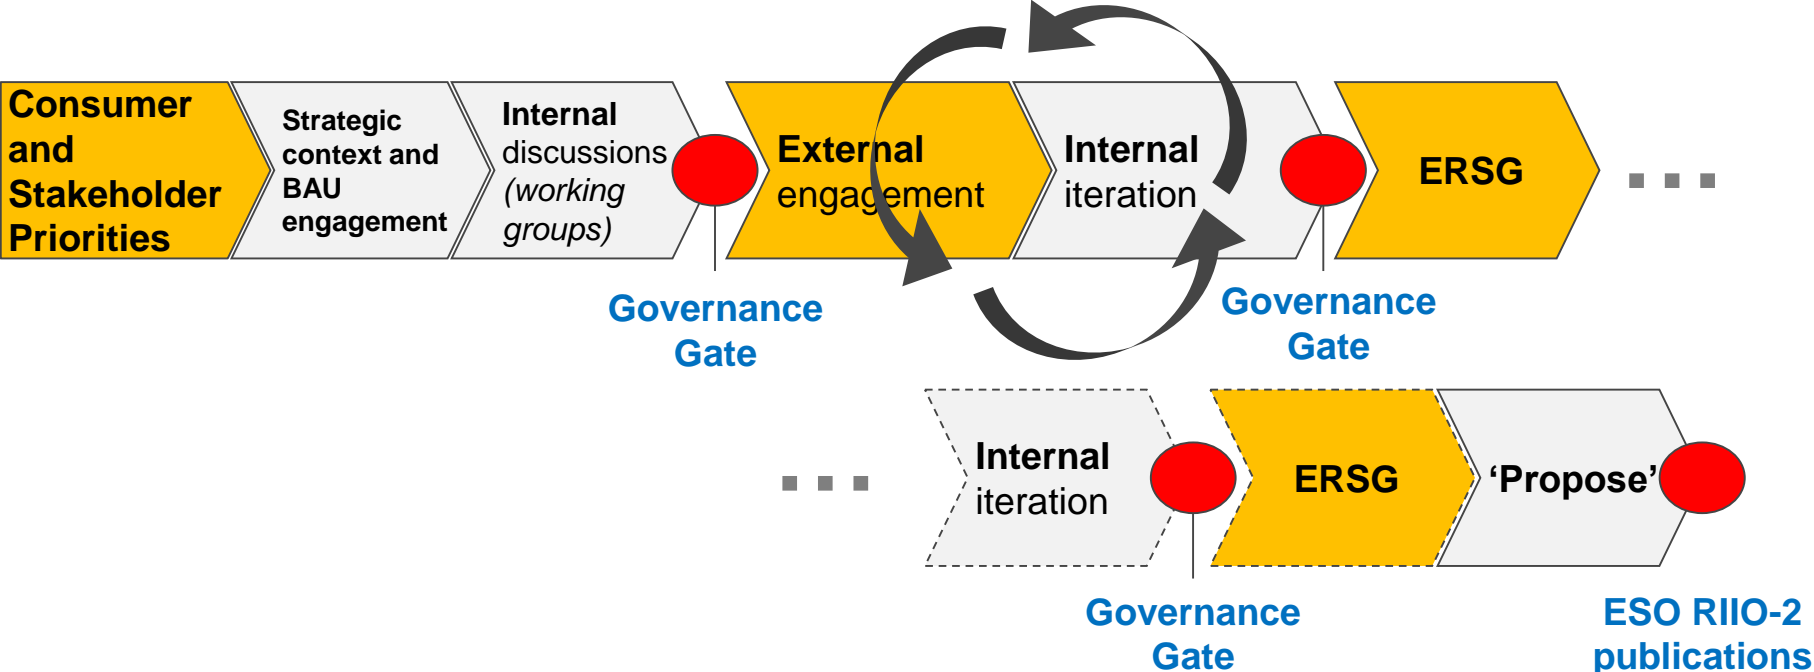 Consumer
and
Stakeholder
Priorities
Strategic
context and
BAU
engagement
Internal
discussions
(working
groups)
External
engagement
Internal
iteration
ERSG
Governance
Gate
Governance
Gate
Internal
iteration
ERSG
‘Propose’
Governance
Gate
ESO RIIO-2
publications